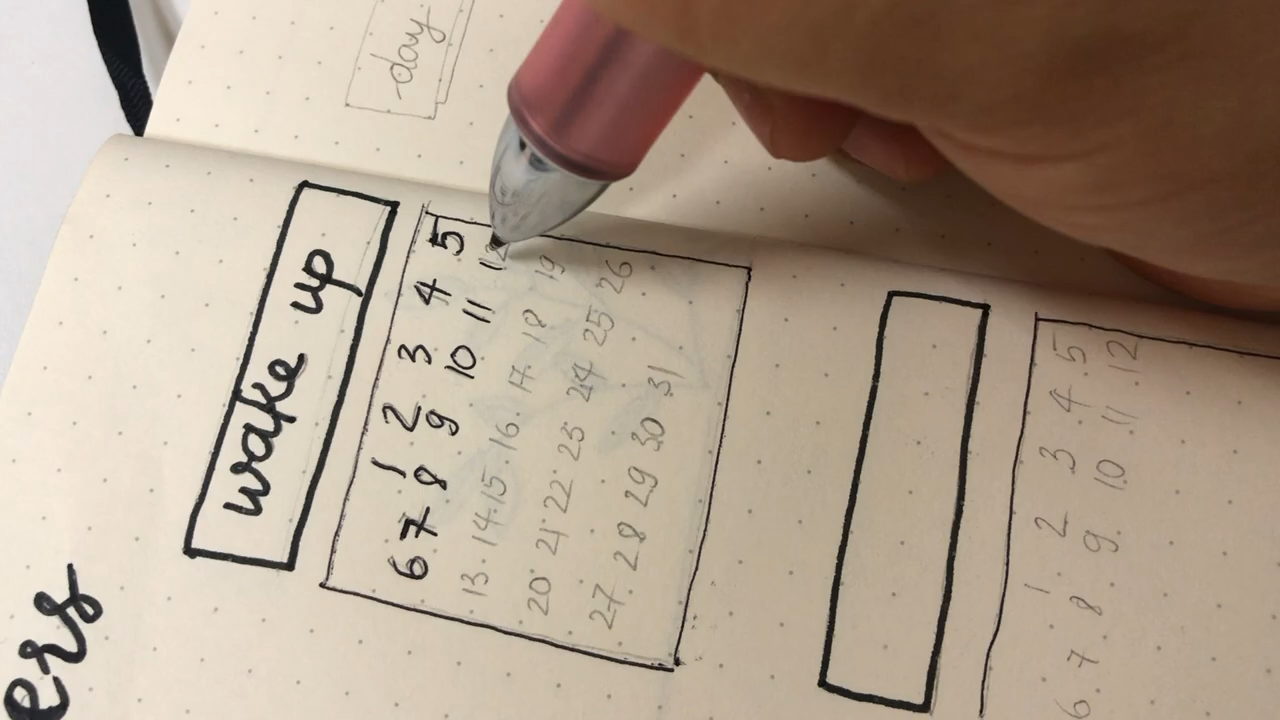 day
wake up
1 2 3 4 5
6 7 8 9 10 11 12
13 14 15 16 17 18 19
20 21 22 23 24 25 26
27 28 29 30 31
ers
1 2 3 4 5
6 7 8 9 10 11 12